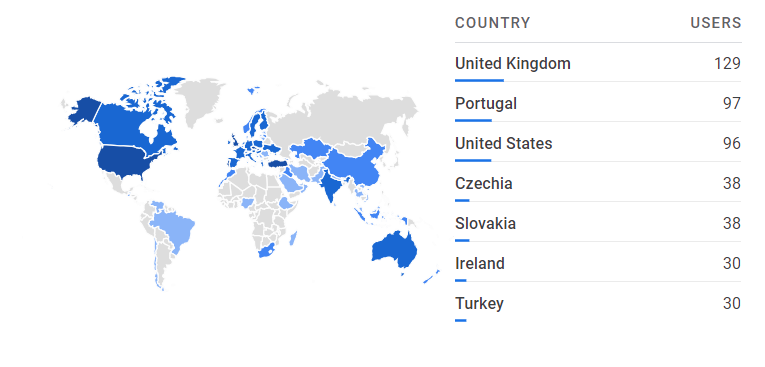 COUNTRY USERS
United Kingdom 129
Portugal 97
United States 96
Czechia 38
Slovakia 38
Ireland 30
Turkey 30